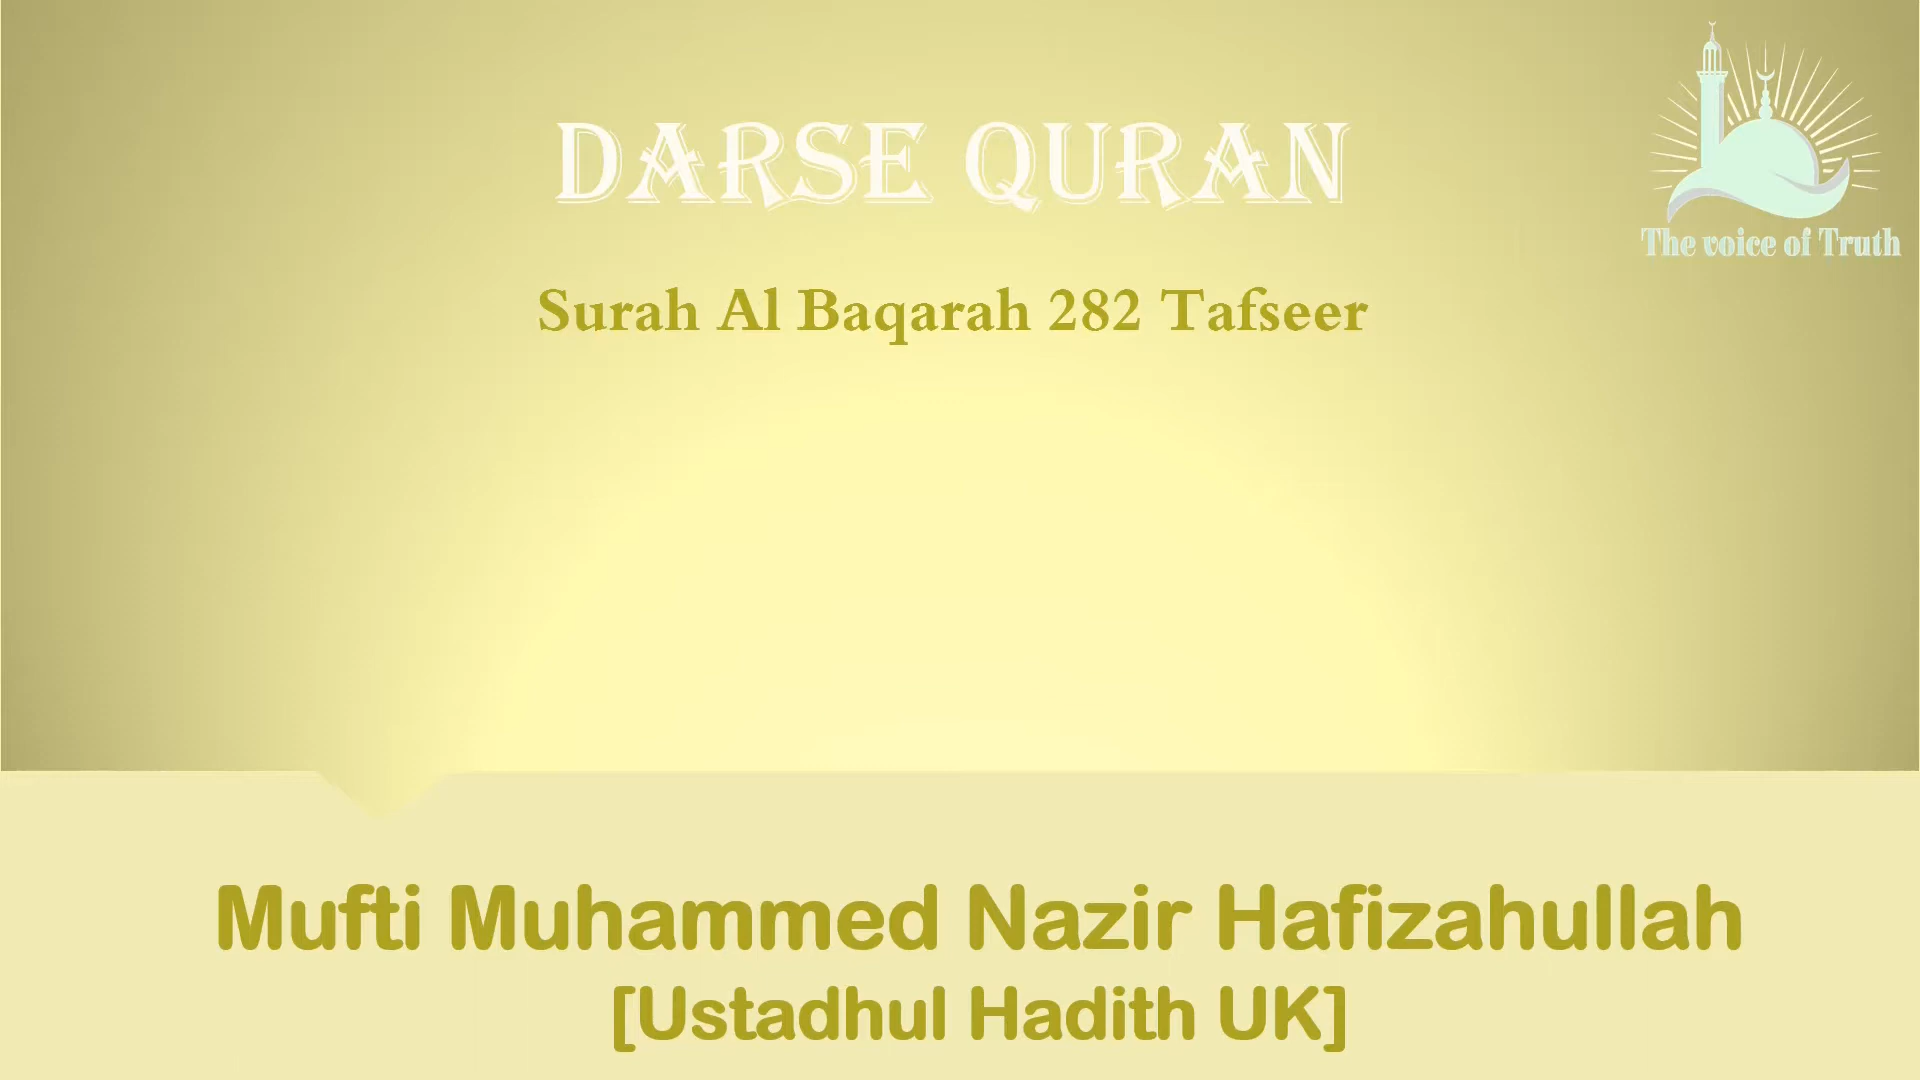 DARSE QURAN
The voice of Truth
Surah Al Baqarah 282 Tafseer
Mufti Muhammed Nazir Hafizahullah
[Ustadhul Hadith UK]